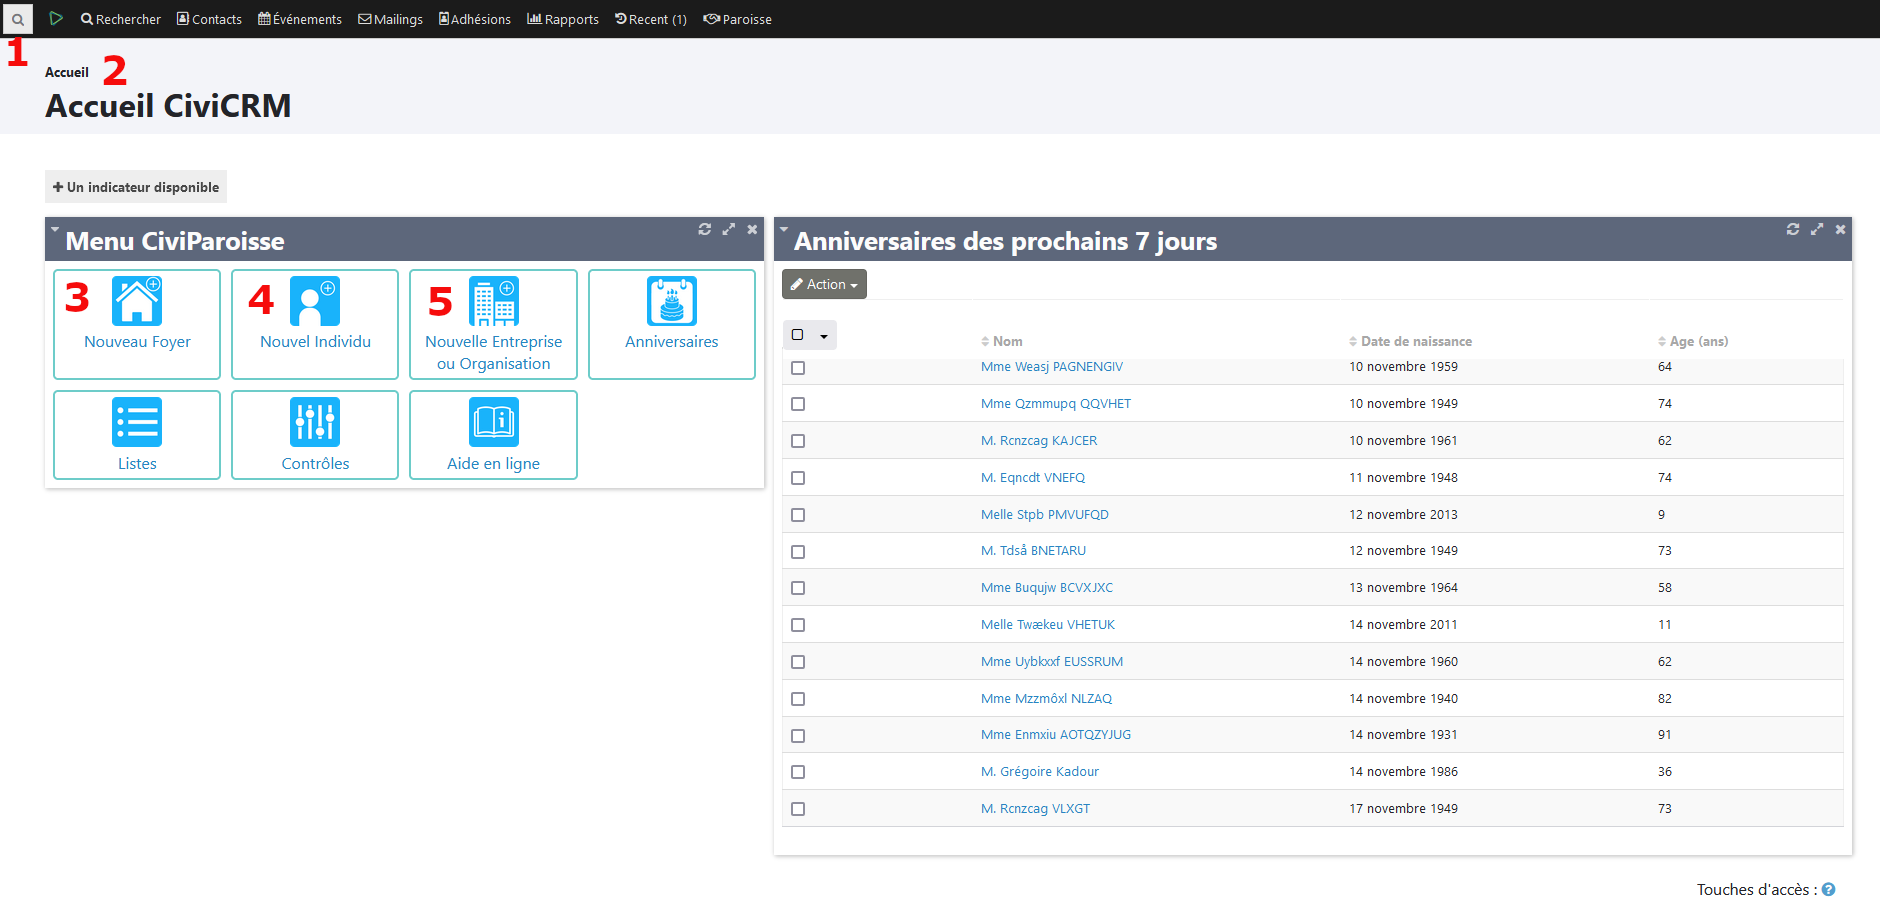 Rechercher Contacts Événements Mailings Adhésions Rapports Recent (1) Paroisse
1
Accueil 2
Accueil CiviCRM
+ Un indicateur disponible
Menu CiviParoisse
3 4 5
Nouveau Foyer Nouvel Individu Nouvelle Entreprise Anniversaires
ou Organisation
Listes Contrôles Aide en ligne
Anniversaires des prochains 7 jours
Action
Nom Date de naissance Age (ans)
Mme Weasj PAGNENGIV 10 novembre 1959 64
Mme Qzmmupq QQVHET 10 novembre 1949 74
M. Rcnzcag KAJCER 10 novembre 1961 62
M. Eqncdt VNEFQ 11 novembre 1948 74
Melle Stpb PMVUFQD 12 novembre 2013 9
M. Tdså BNETARU 12 novembre 1949 73
Mme Buqujw BCVXJXC 13 novembre 1964 58
Melle Twækeu VHETUK 14 novembre 2011 11
Mme Uybkxxf EUSSRUM 14 novembre 1960 62
Mme Mzzmôxl NLZAQ 14 novembre 1940 82
Mme Enmxiu AOTQZYJUG 14 novembre 1931 91
M. Grégoire Kadour 14 novembre 1986 36
M. Rcnzcag VLXGT 17 novembre 1949 73
Touches d'accès : ?